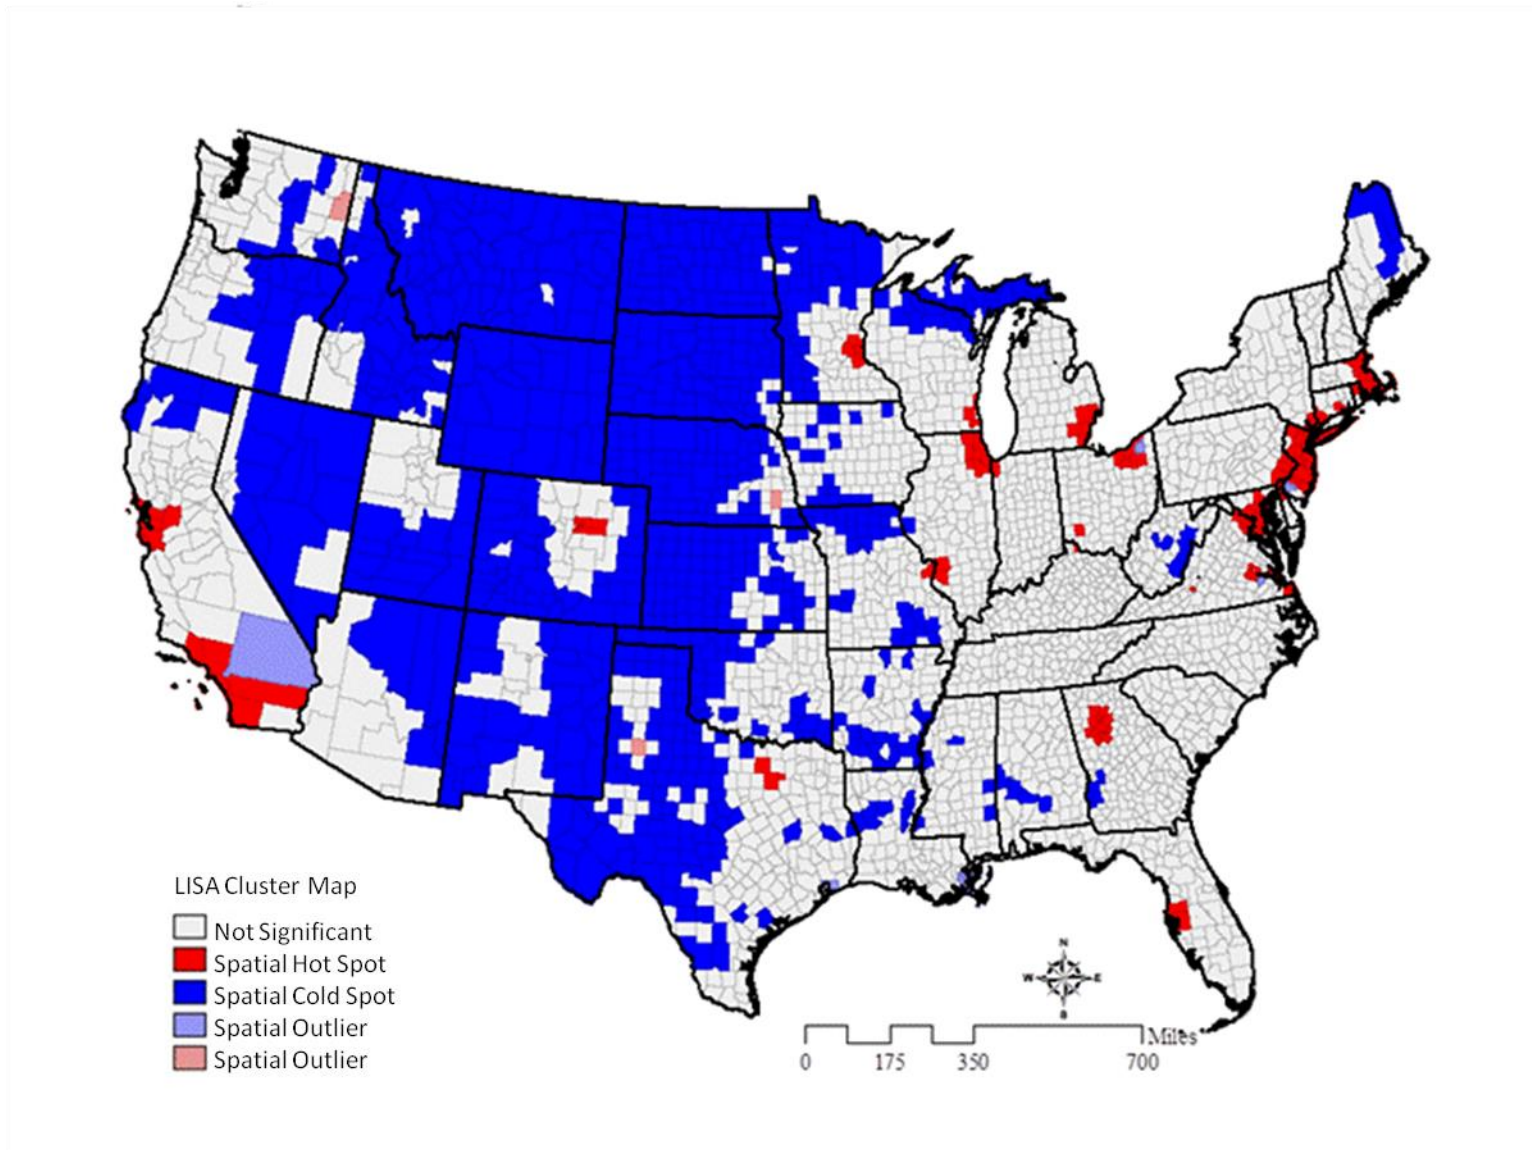 LISA Cluster Map
Not Significant
Spatial Hot Spot
Spatial Cold Spot
Spatial Outlier
Spatial Outlier
N
W E
S
Miles
0 175 350 700